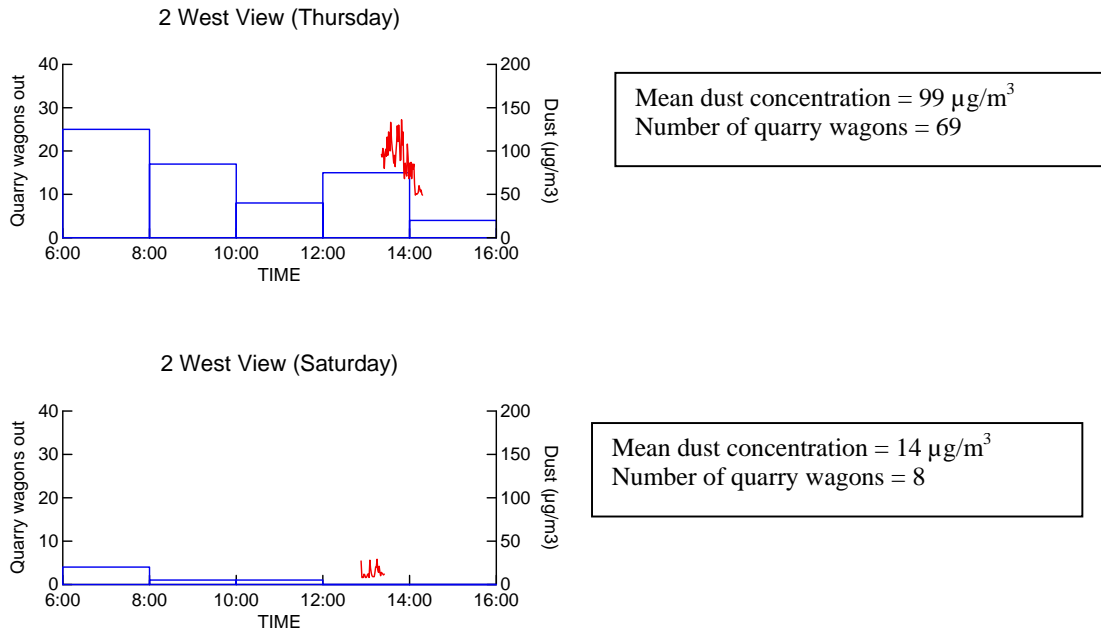 2 West View (Thursday)
Quarry wagons out
40
30
20
10
0
200
150
100
50
0
Dust (µg/m3)
6:00 8:00 10:00 12:00 14:00 16:00
TIME
Mean dust concentration = 99 µg/m³
Number of quarry wagons = 69
2 West View (Saturday)
Quarry wagons out
40
30
20
10
0
200
150
100
50
0
Dust (µg/m3)
6:00 8:00 10:00 12:00 14:00 16:00
TIME
Mean dust concentration = 14 µg/m³
Number of quarry wagons = 8